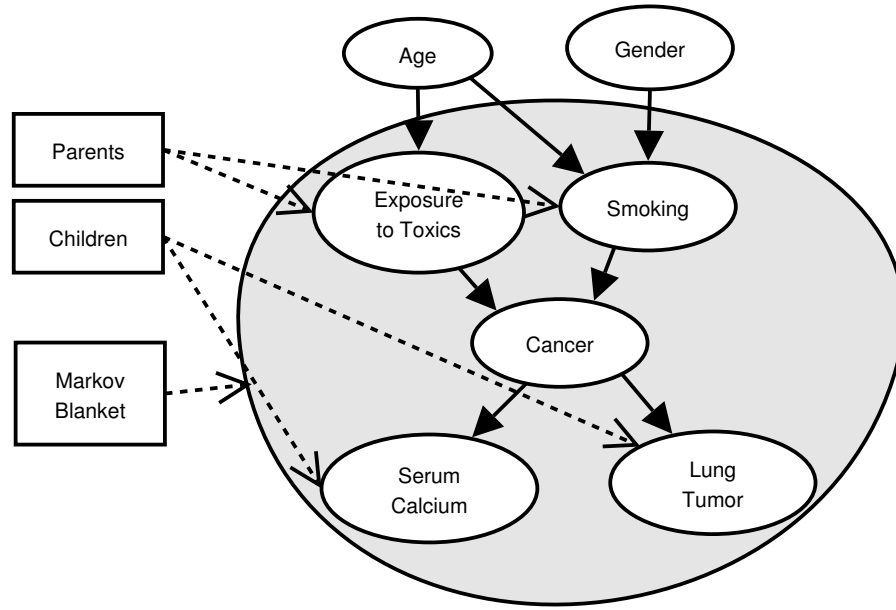 Age
Gender
Parents
Exposure
to Toxics
Smoking
Children
Cancer
Markov
Blanket
Serum
Calcium
Lung
Tumor